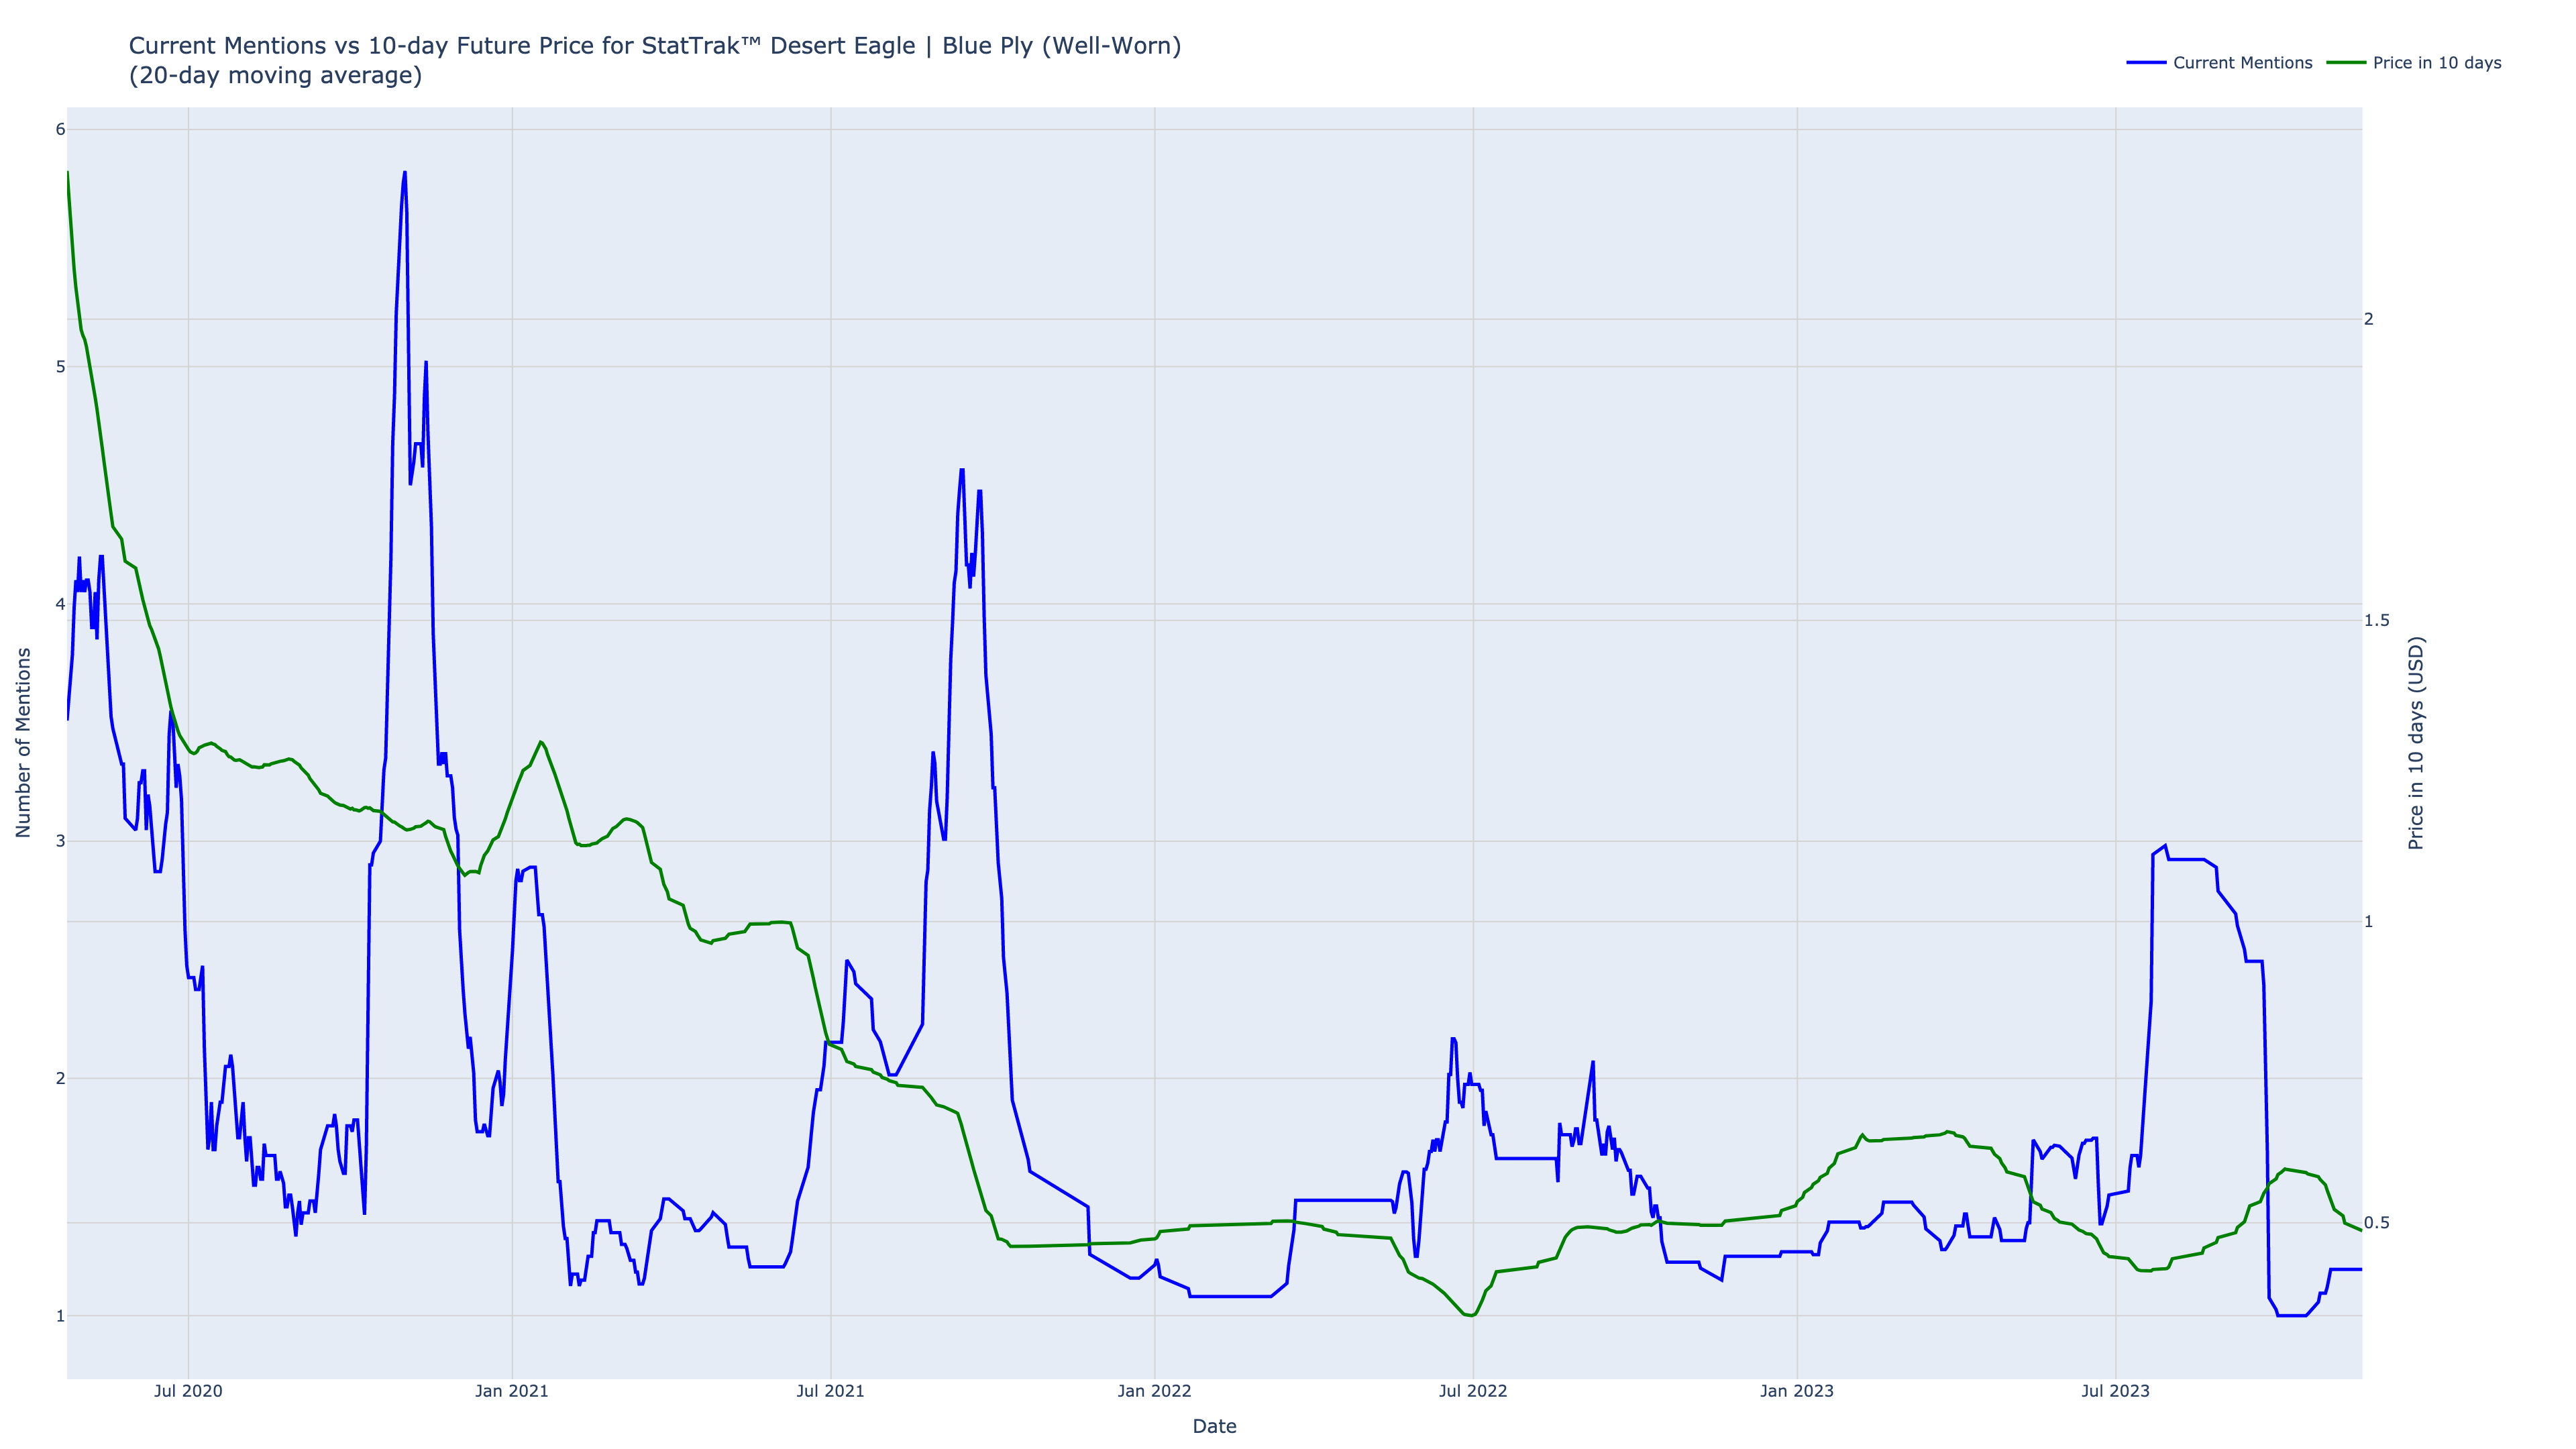 Current Mentions vs 10-day Future Price for StatTrak™ Desert Eagle | Blue Ply (Well-Worn)
(20-day moving average)
Current Mentions
Price in 10 days
6
5
4
3
2
1
Number of Mentions
2
1.5
1
0.5
Price in 10 days (USD)
Jul 2020
Jan 2021
Jul 2021
Jan 2022
Jul 2022
Jan 2023
Jul 2023
Date